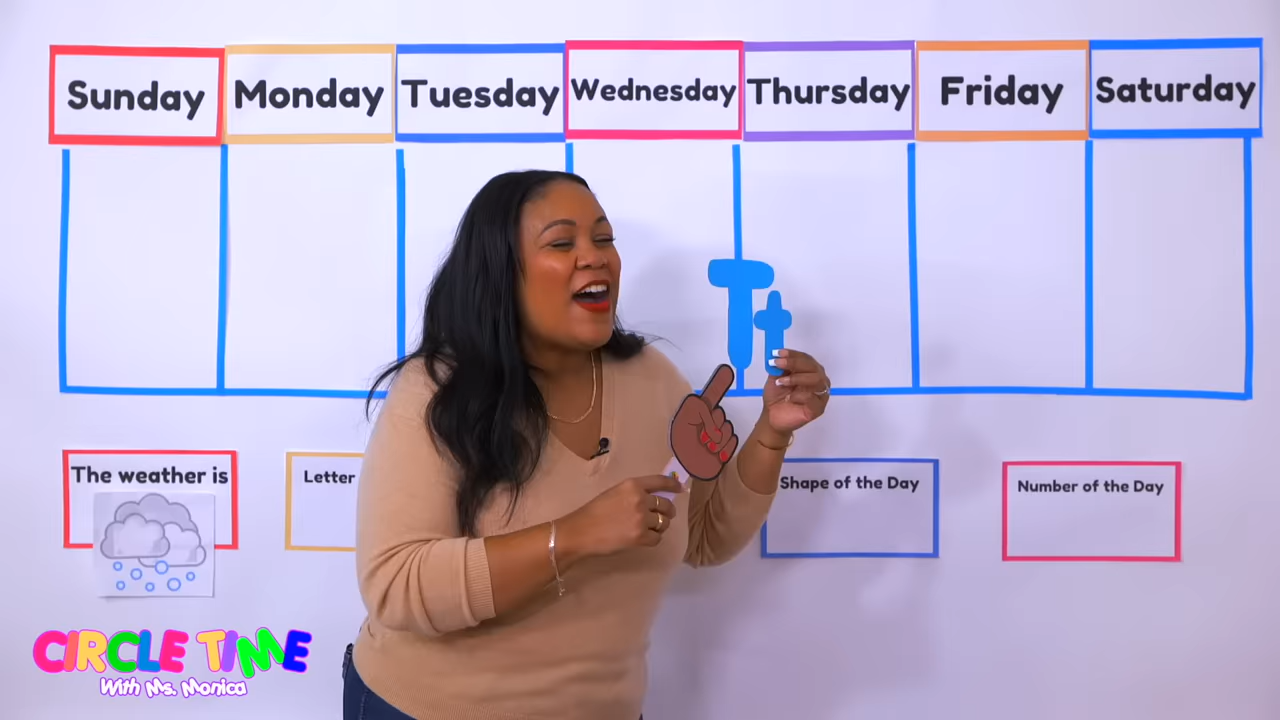 Sunday Monday Tuesday Wednesday Thursday Friday Saturday
Tt
The weather is
Letter
Shape of the Day
Number of the Day
CIRCLE TIME
With Ms. Monica